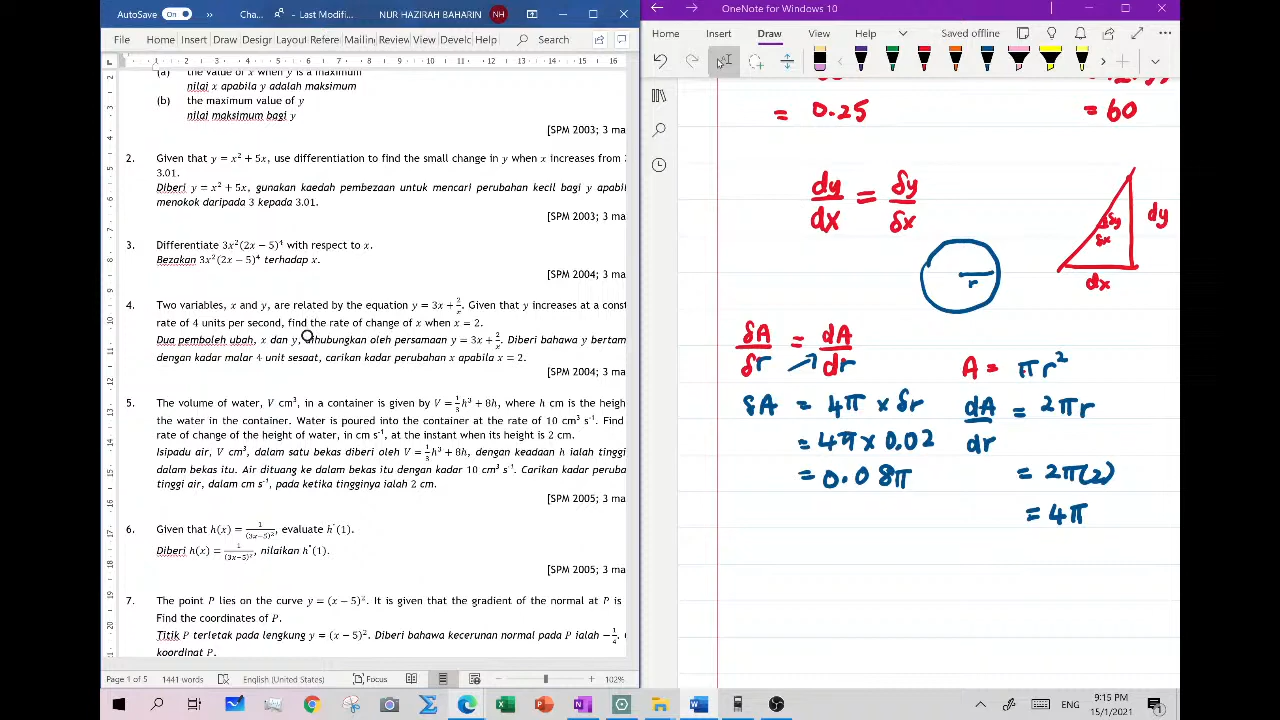 AutoSave On Cha... - Last Modifi... NUR HAZIRAH BAHARIN NH
File Home Draw Desigr Layout References Mailin Review View Help Search
(a) the value of x when y is a maximum
nilai x apabila y adalah maksimum
(b) the maximum value of y
nilai maksimum bagi y
[SPM 2003; 3 ma
2. Given that y = x² + 5x, use differentiation to find the small change in y when x increases from
3.01.
Diberi y = x² + 5x, gunakan kaedah pembezaan untuk mencari perubahan kecil bagi y apabil
berubah daripada 3 kepada 3.01.
[SPM 2003; 3 ma
3. Differentiate 3x²(2x − 5)⁴ with respect to x.
Bezakan 3x²(2x − 5)⁴ terhadap x.
[SPM 2004; 3 ma
4. Two variables, x and y, are related by the equation y = 3x + 2/x. Given that y increases at a const
rate of 4 units per second, find the rate of change of x when x = 2.
Dua pemboleh ubah, x dan y, dihubungkan oleh persamaan y = 3x + 2/x. Diberi bahawa y bertam
dengan kadar malar 4 unit sesaat, carikan kadar perubahan x apabila x = 2.
[SPM 2004; 3 ma
5. The volume of water, V cm³, in a container is given by V = 1/3 h³ + 8h, where h cm is the heigh
the water in the container. Water is poured into the container at the rate of 10 cm³ s⁻¹. Find
rate of change of the height of water, in cm s⁻¹, at the instant when its height is 2 cm.
Isipadu air, V cm³, dalam satu bekas diberi oleh V = 1/3 h³ + 8h, dengan keadaan h ialah tinggi
dalam bekas itu. Air dituang ke dalam bekas itu dengan kadar 10 cm³ s⁻¹. Carikan kadar peruba
tinggi air, dalam cm s⁻¹, pada ketika tingginya ialah 2 cm.
[SPM 2005; 3 ma
6. Given that h(x) = 1/(3x−5)², evaluate h"(1).
Diberi h(x) = 1/(3x−5)², nilaikan h"(1).
[SPM 2005; 3 ma
7. The point P lies on the curve y = (x − 5)². It is given that the gradient of the normal at P is
Find the coordinates of P.
Titik P terletak pada lengkung y = (x − 5)². Diberi bahawa kecerunan normal pada P ialah −1/4.
koordinat P.
Page 1 of 5 1441 words English (United States) Focus 102%
OneNote for Windows 10
Home Insert Draw View Help Saved offline
= 0.25
= 60
dy/dx = δy/δx
dy
δy
δx
dx
r
δA/δr = dA/dr
A = πr²
δA = 4π × δr
dA/dr = 2πr
= 4π × 0.02
= 0.08π
= 2π(2)
= 4π
9:15 PM
15/1/2021